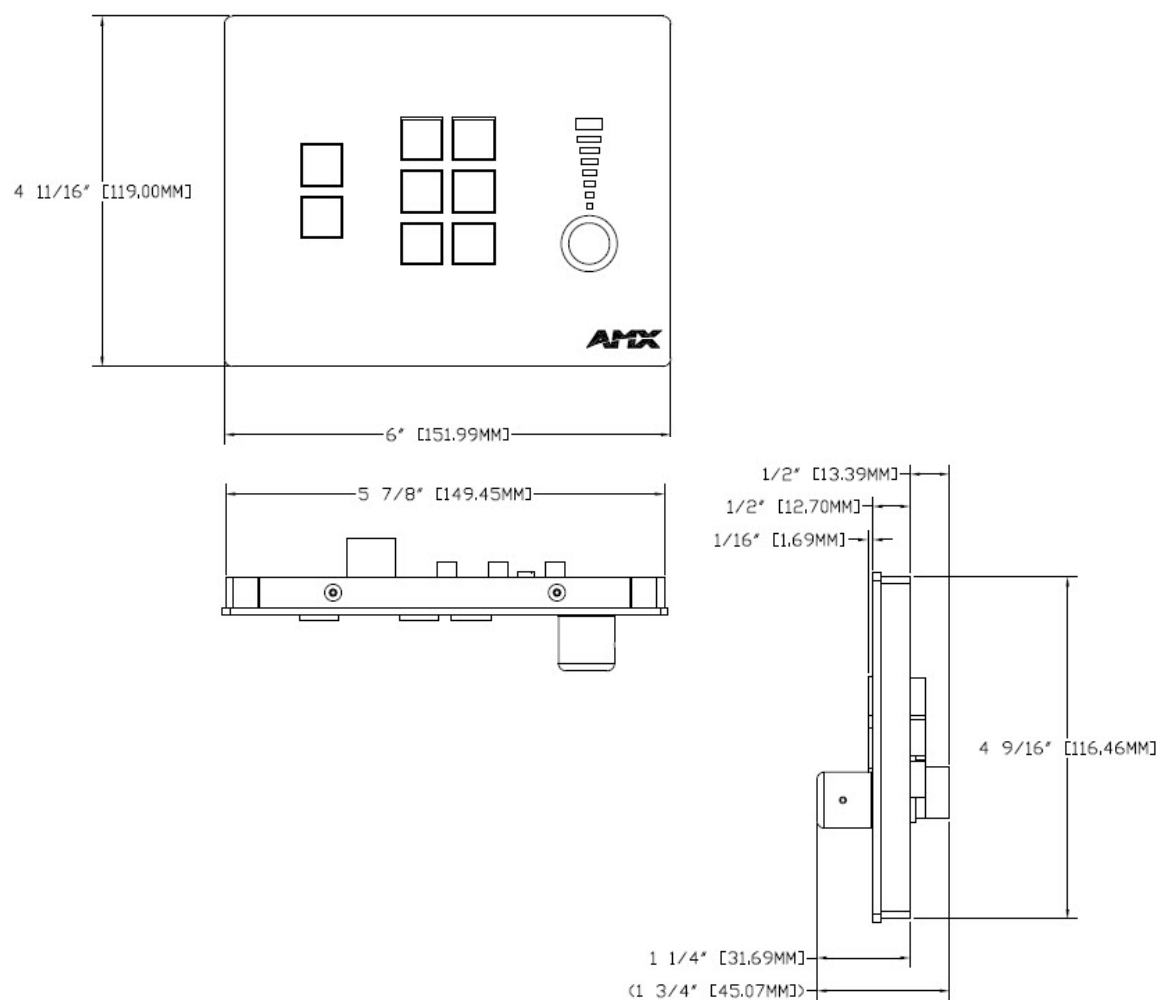 4 11/16" [119.00MM]
AMX
6" [151.99MM]
5 7/8" [149.45MM]
1/2" [13.39MM]
1/2" [12.70MM]
1/16" [1.69MM]
4 9/16" [116.46MM]
1 1/4" [31.69MM]
(1 3/4" [45.07MM])